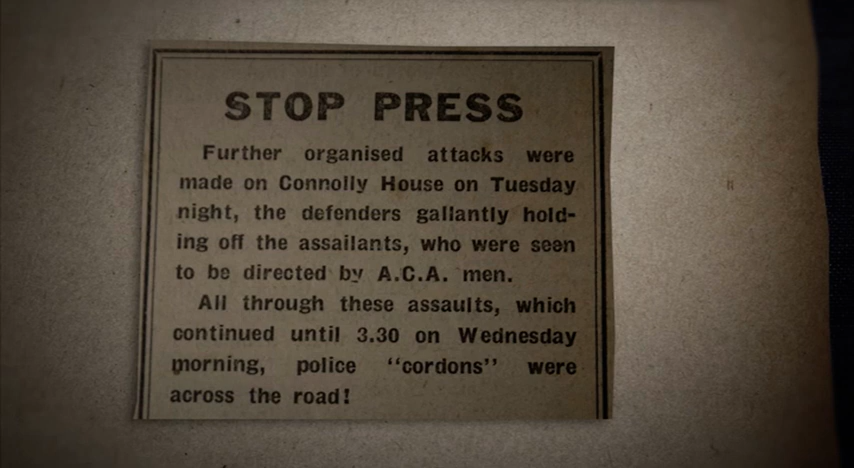 STOP PRESS
Further organised attacks were
made on Connolly House on Tuesday
night, the defenders gallantly hold-
ing off the assailants, who were seen
to be directed by A.C.A. men.
All through these assaults, which
continued until 3.30 on Wednesday
morning, police "cordons" were
across the road!